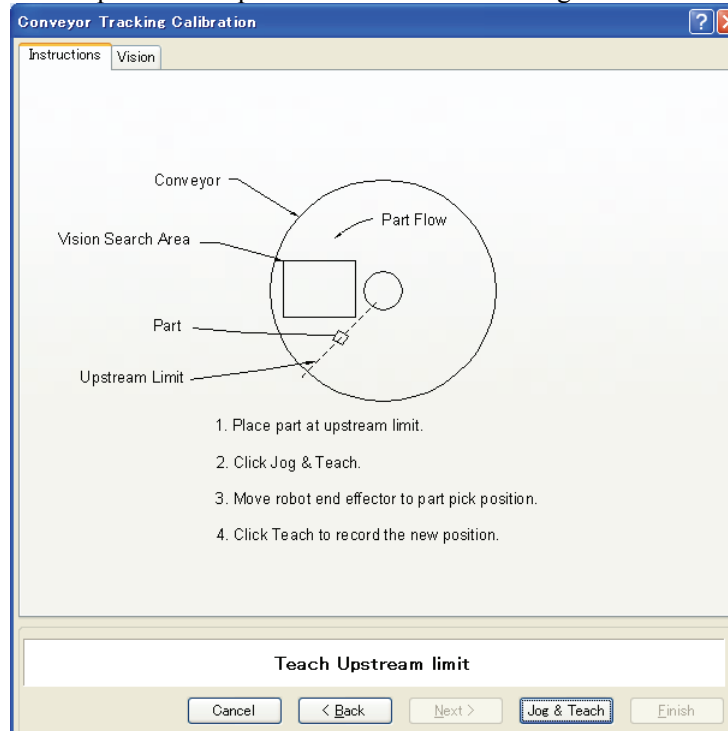 Conveyor Tracking Calibration
Instructions
Vision
Conveyor
Part Flow
Vision Search Area
Part
Upstream Limit
1. Place part at upstream limit.
2. Click Jog & Teach.
3. Move robot end effector to part pick position.
4. Click Teach to record the new position.
Teach Upstream limit
Cancel
< Back
Next >
Jog & Teach
Finish